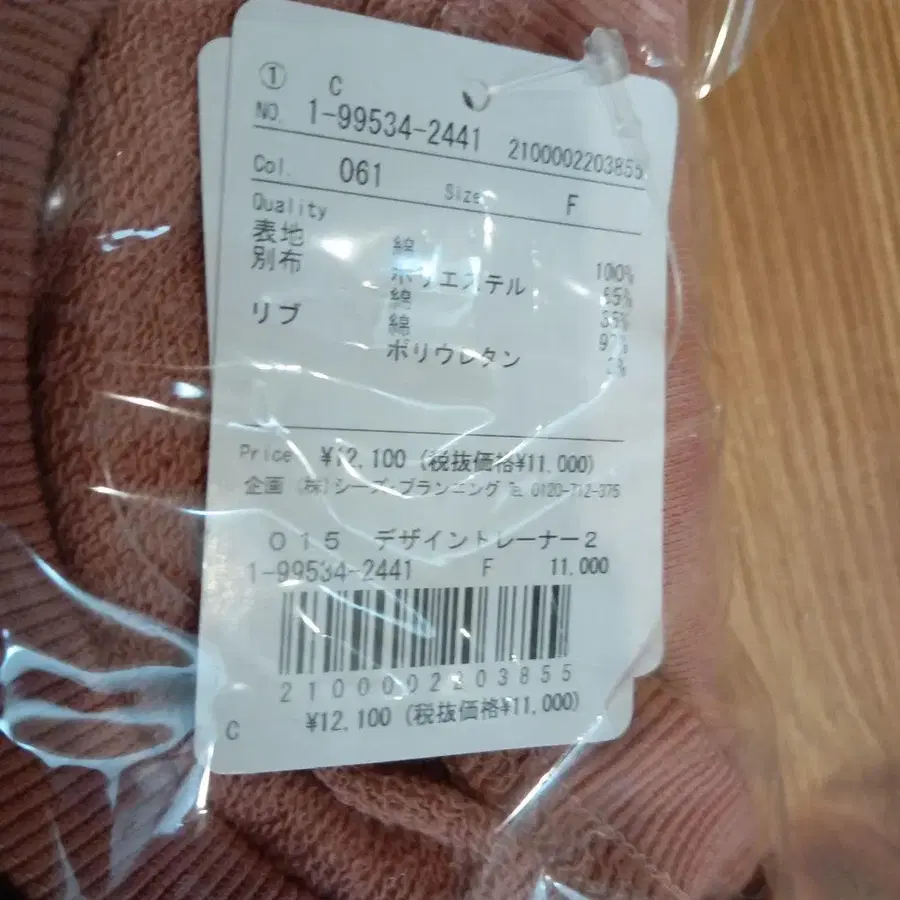 ① C
NO. 1-99534-2441 2100002203855
Col. 061 Size F
Quality
表地 綿 100%
別布 ポリエステル 65%
綿 35%
リブ 綿
ポリウレタン
Price ¥12,100 (税抜価格¥11,000)
企画 (株)シーズ・プランニング ℡ 0120-712-375
015 デザイントレーナー2
1-99534-2441 F 11,000
2100002203855
C ¥12,100 (税抜価格¥11,000)